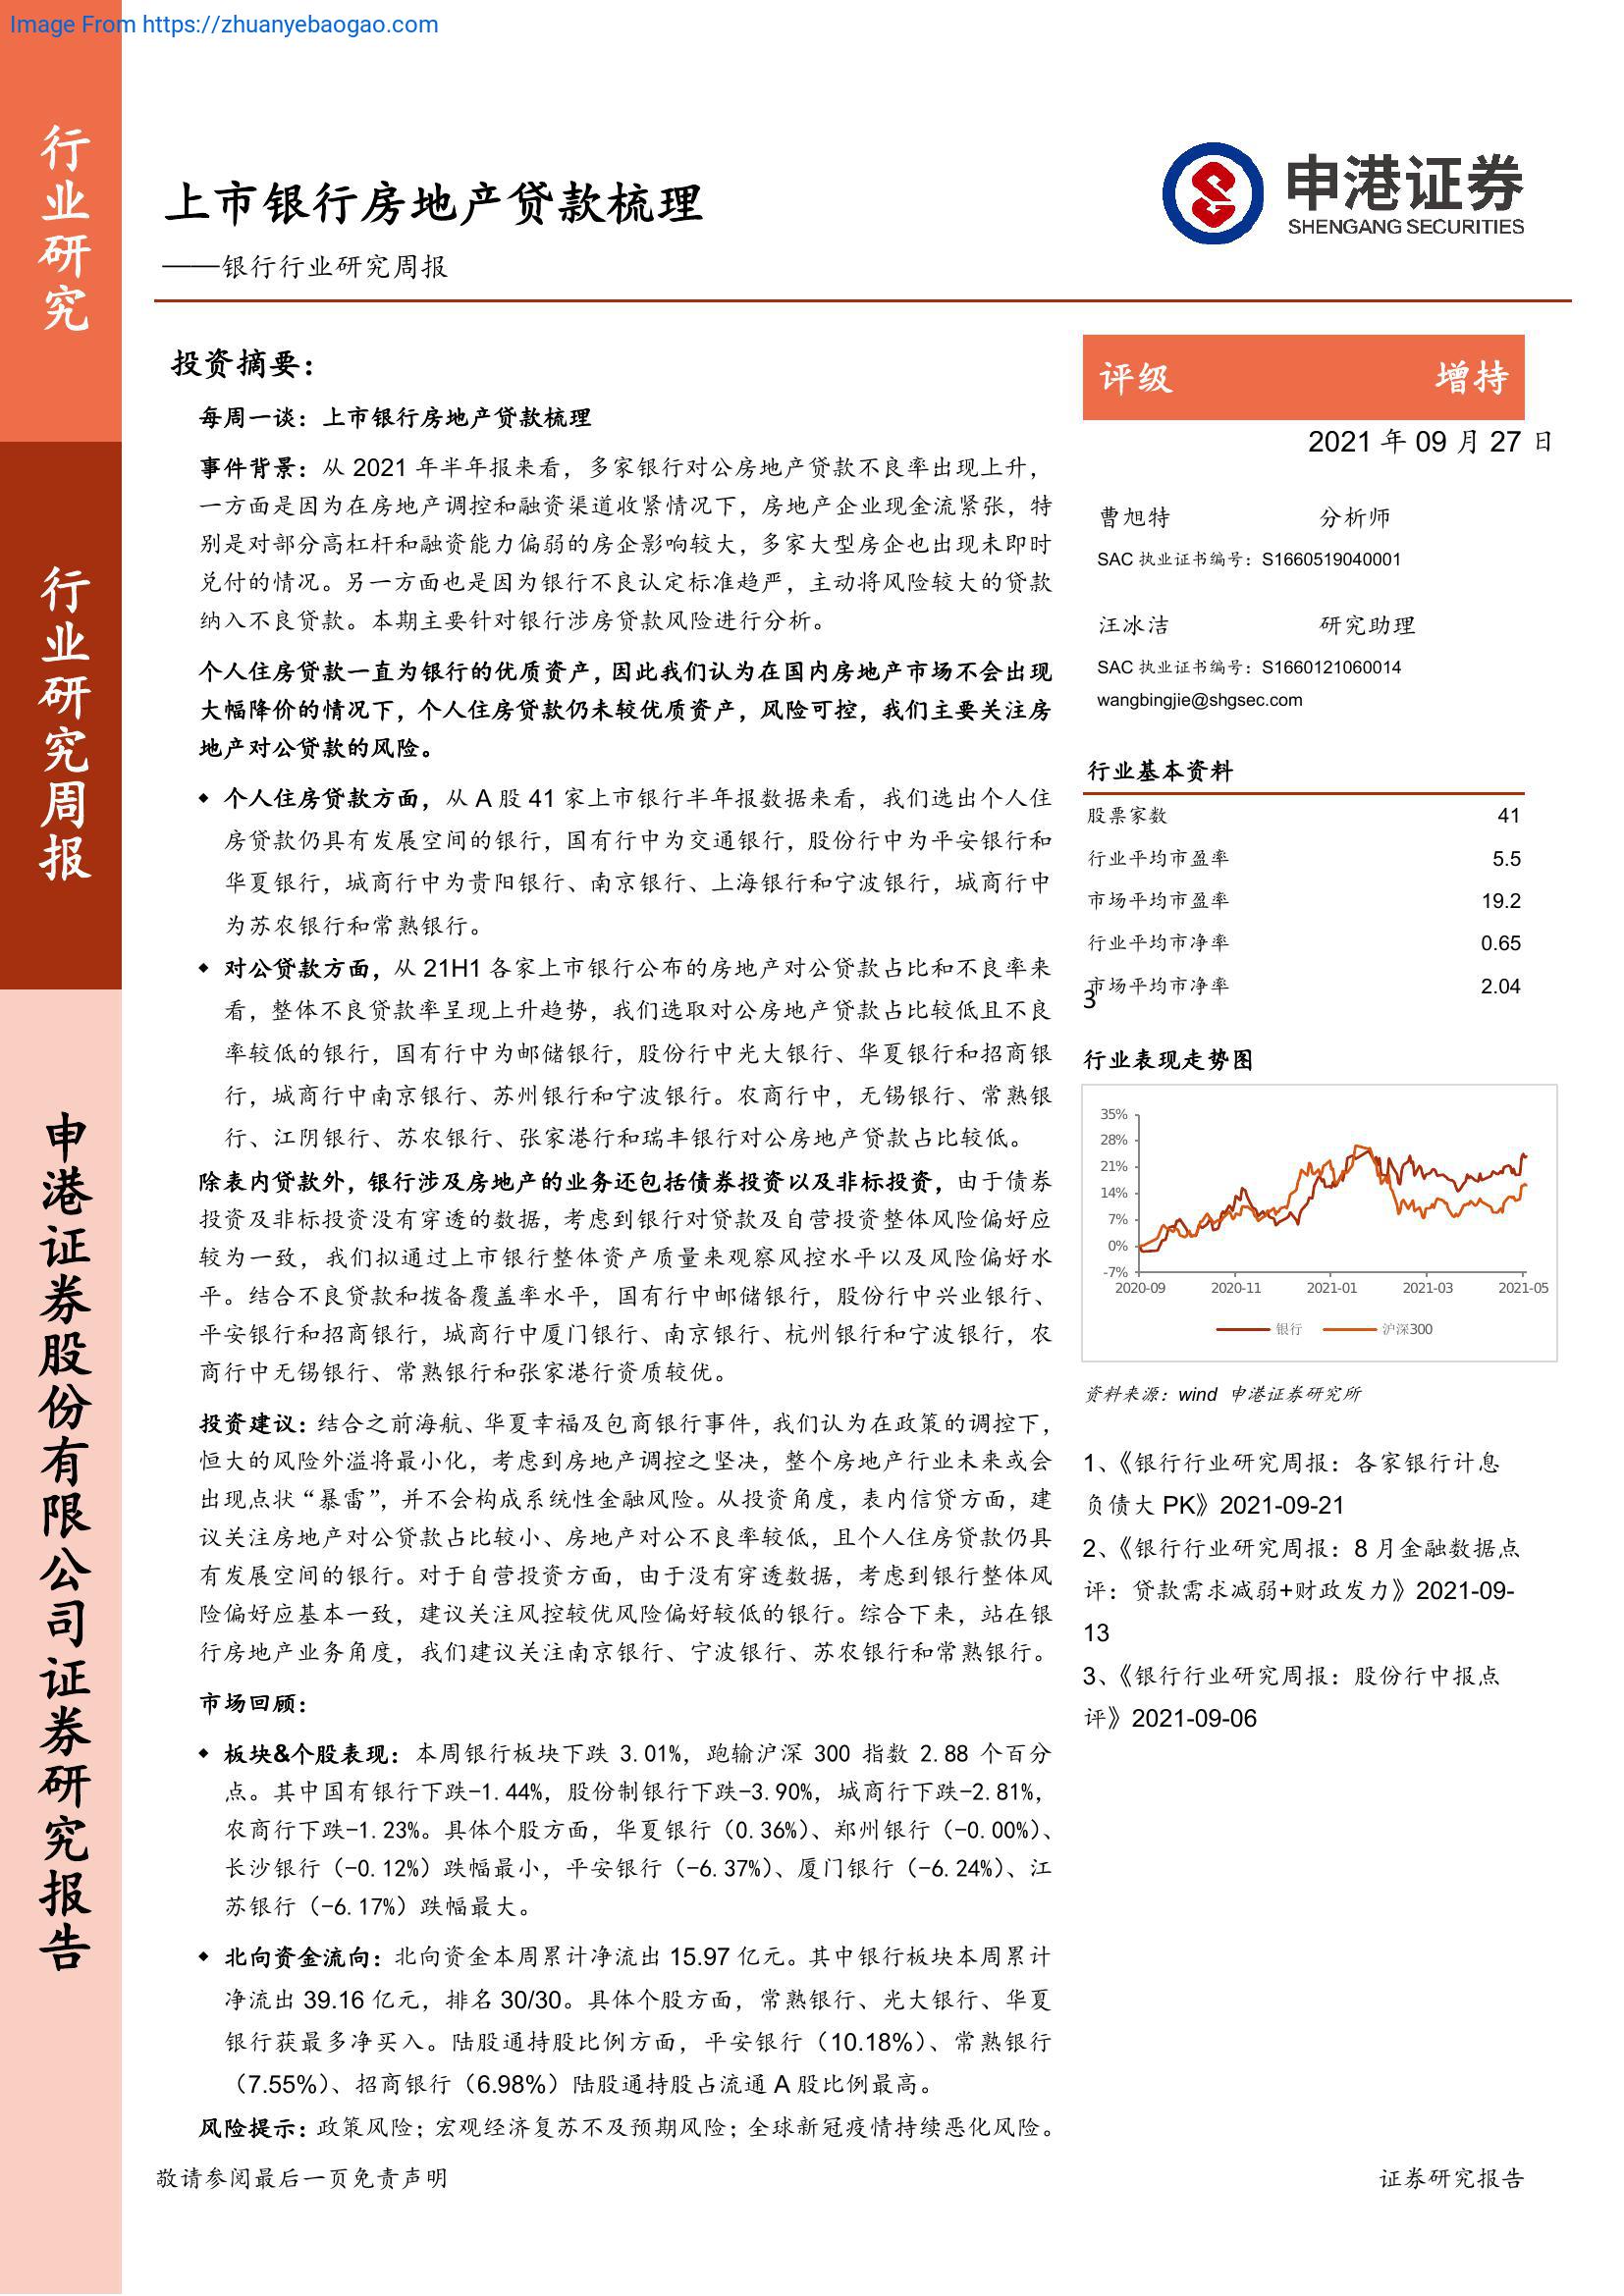 Image From https://zhuanyebaogao.com
行业研究
行业研究周报
申港证券股份有限公司证券研究报告
上市银行房地产贷款梳理
——银行行业研究周报
申港证券
SHENGANG SECURITIES
投资摘要：
每周一谈：上市银行房地产贷款梳理
事件背景：从 2021 年半年报来看，多家银行对公房地产贷款不良率出现上升，
一方面是因为在房地产调控和融资渠道收紧情况下，房地产企业现金流紧张，特
别是对部分高杠杆和融资能力偏弱的房企影响较大，多家大型房企也出现未即时
兑付的情况。另一方面也是因为银行不良认定标准趋严，主动将风险较大的贷款
纳入不良贷款。本期主要针对银行涉房贷款风险进行分析。
个人住房贷款一直为银行的优质资产，因此我们认为在国内房地产市场不会出现
大幅降价的情况下，个人住房贷款仍未较优质资产，风险可控，我们主要关注房
地产对公贷款的风险。
◆ 个人住房贷款方面，从 A 股 41 家上市银行半年报数据来看，我们选出个人住
房贷款仍具有发展空间的银行，国有行中为交通银行，股份行中为平安银行和
华夏银行，城商行中为贵阳银行、南京银行、上海银行和宁波银行，城商行中
为苏农银行和常熟银行。
◆ 对公贷款方面，从 21H1 各家上市银行公布的房地产对公贷款占比和不良率来
看，整体不良贷款率呈现上升趋势，我们选取对公房地产贷款占比较低且不良
率较低的银行，国有行中为邮储银行，股份行中光大银行、华夏银行和招商银
行，城商行中南京银行、苏州银行和宁波银行。农商行中，无锡银行、常熟银
行、江阴银行、苏农银行、张家港行和瑞丰银行对公房地产贷款占比较低。
除表内贷款外，银行涉及房地产的业务还包括债券投资以及非标投资，由于债券
投资及非标投资没有穿透的数据，考虑到银行对贷款及自营投资整体风险偏好应
较为一致，我们拟通过上市银行整体资产质量来观察风控水平以及风险偏好水
平。结合不良贷款和拨备覆盖率水平，国有行中邮储银行，股份行中兴业银行、
平安银行和招商银行，城商行中厦门银行、南京银行、杭州银行和宁波银行，农
商行中无锡银行、常熟银行和张家港行资质较优。
投资建议：结合之前海航、华夏幸福及包商银行事件，我们认为在政策的调控下，
恒大的风险外溢将最小化，考虑到房地产调控之坚决，整个房地产行业未来或会
出现点状“暴雷”，并不会构成系统性金融风险。从投资角度，表内信贷方面，建
议关注房地产对公贷款占比较小、房地产对公不良率较低，且个人住房贷款仍具
有发展空间的银行。对于自营投资方面，由于没有穿透数据，考虑到银行整体风
险偏好应基本一致，建议关注风控较优风险偏好较低的银行。综合下来，站在银
行房地产业务角度，我们建议关注南京银行、宁波银行、苏农银行和常熟银行。
市场回顾：
◆ 板块&个股表现：本周银行板块下跌 3.01%，跑输沪深 300 指数 2.88 个百分
点。其中国有银行下跌-1.44%，股份制银行下跌-3.90%，城商行下跌-2.81%，
农商行下跌-1.23%。具体个股方面，华夏银行（0.36%）、郑州银行（-0.00%）、
长沙银行（-0.12%）跌幅最小，平安银行（-6.37%）、厦门银行（-6.24%）、江
苏银行（-6.17%）跌幅最大。
◆ 北向资金流向：北向资金本周累计净流出 15.97 亿元。其中银行板块本周累计
净流出 39.16 亿元，排名 30/30。具体个股方面，常熟银行、光大银行、华夏
银行获最多净买入。陆股通持股比例方面，平安银行（10.18%）、常熟银行
（7.55%）、招商银行（6.98%）陆股通持股占流通 A 股比例最高。
风险提示：政策风险；宏观经济复苏不及预期风险；全球新冠疫情持续恶化风险。
评级 增持
2021 年 09 月 27 日
曹旭特 分析师
SAC 执业证书编号：S1660519040001
汪冰洁 研究助理
SAC 执业证书编号：S1660121060014
wangbingjie@shgsec.com
行业基本资料
股票家数 41
行业平均市盈率 5.5
市场平均市盈率 19.2
行业平均市净率 0.65
市场平均市净率 2.04
3
行业表现走势图
35%
28%
21%
14%
7%
0%
-7%
2020-09 2020-11 2021-01 2021-03 2021-05
银行 沪深300
资料来源：wind 申港证券研究所
1、《银行行业研究周报：各家银行计息
负债大 PK》2021-09-21
2、《银行行业研究周报：8 月金融数据点
评：贷款需求减弱+财政发力》2021-09-
13
3、《银行行业研究周报：股份行中报点
评》2021-09-06
敬请参阅最后一页免责声明 证券研究报告